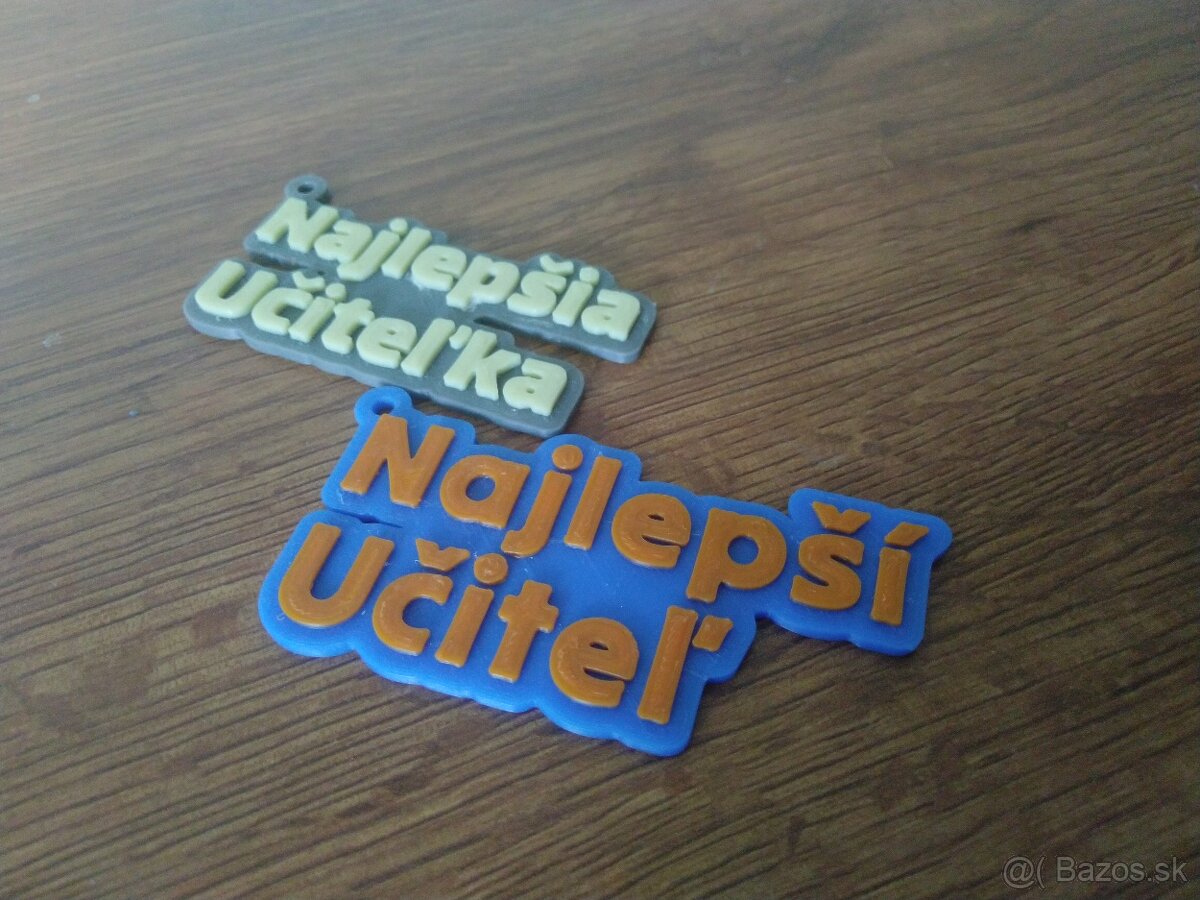 Najlepšia
Učiteľka
Najlepší
Učiteľ
@( Bazos.sk